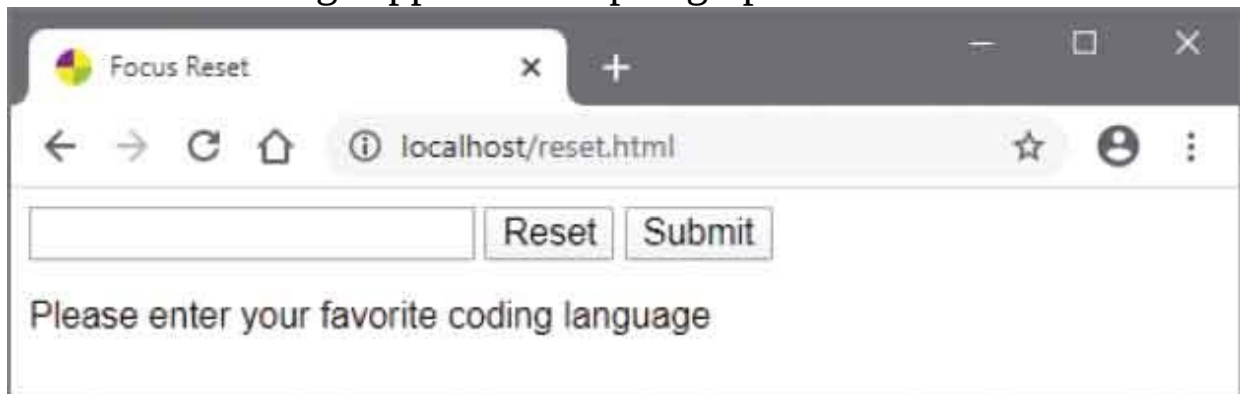 Focus Reset
localhost/reset.html
Reset Submit
Please enter your favorite coding language